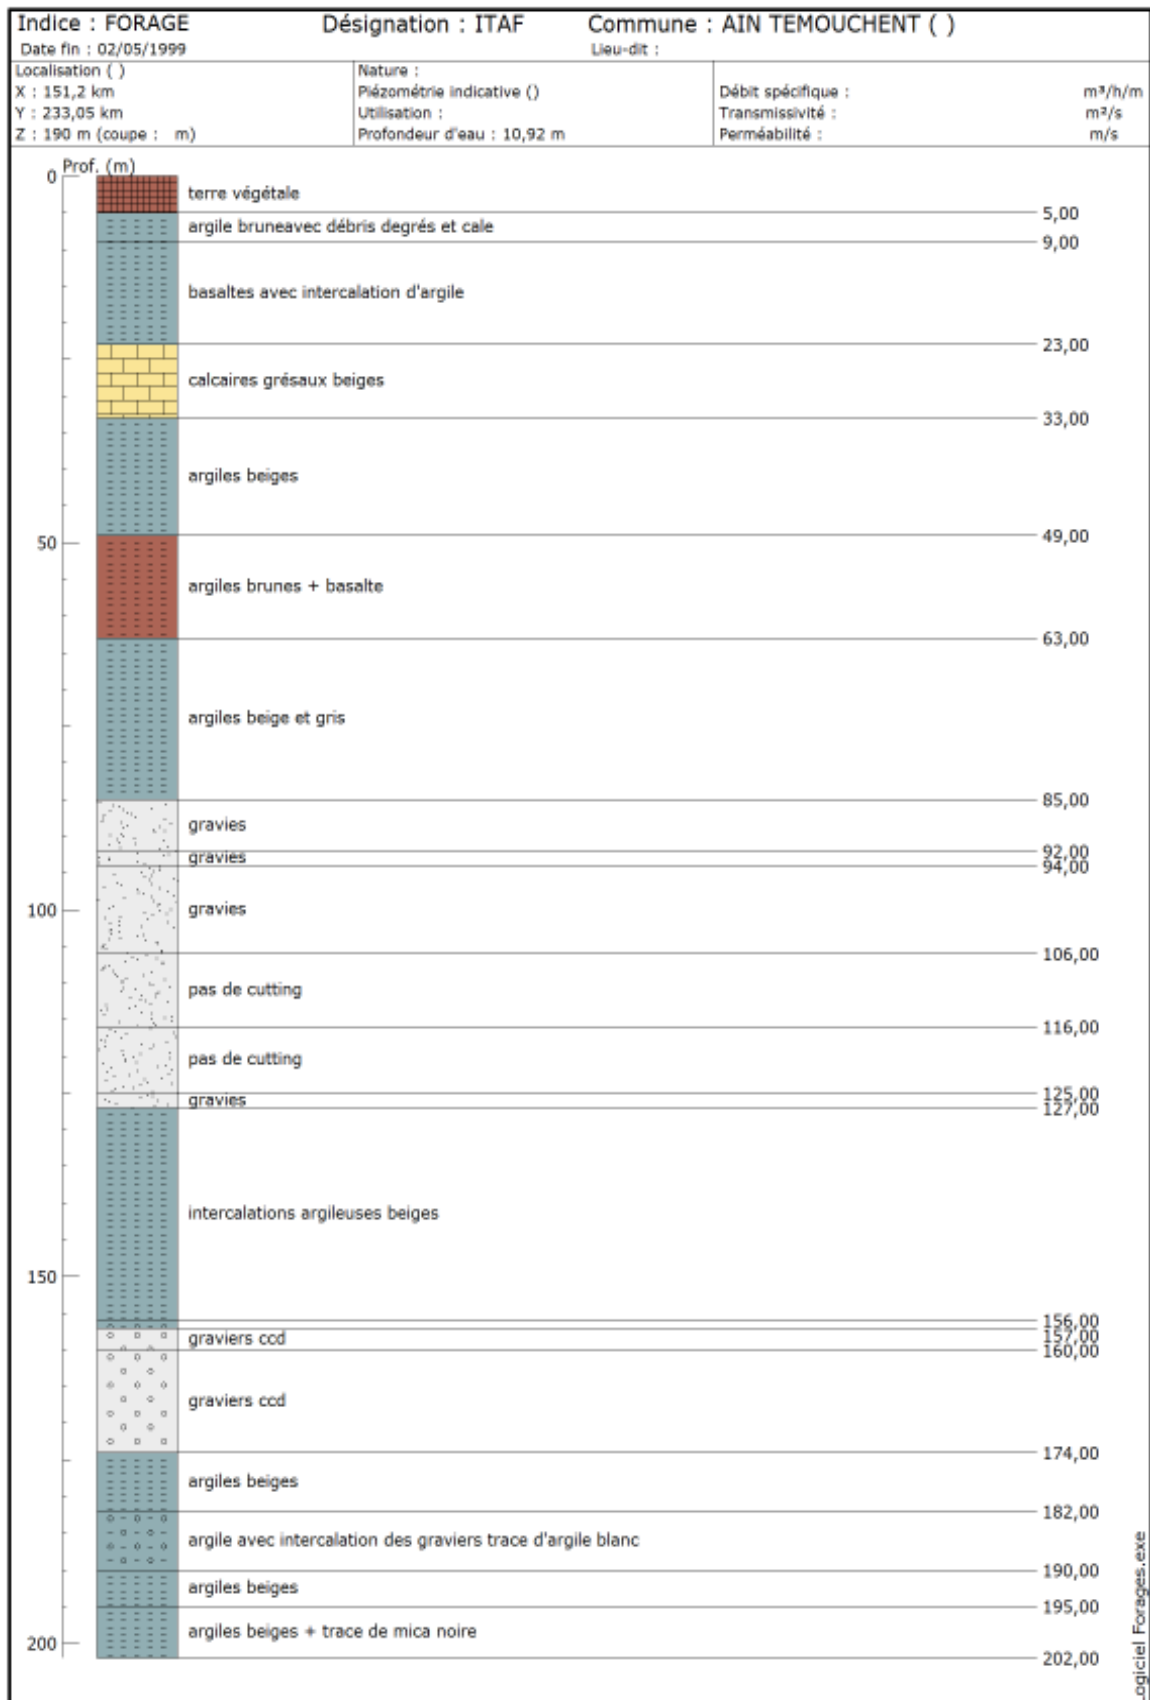 Indice : FORAGE Désignation : ITAF Commune : AIN TEMOUCHENT ( )
Date fin : 02/05/1999 Lieu-dit :
Localisation ( ) Nature :
X : 151,2 km Piézométrie indicative () Débit spécifique : m³/h/m
Y : 233,05 km Utilisation : Transmissivité : m²/s
Z : 190 m (coupe : m) Profondeur d'eau : 10,92 m Perméabilité : m/s
Prof. (m)
0
terre végétale
5,00
argile bruneavec débris degrés et cale
9,00
basaltes avec intercalation d'argile
23,00
calcaires grésaux beiges
33,00
argiles beiges
49,00
50
argiles brunes + basalte
63,00
argiles beige et gris
85,00
gravies
92,00
gravies
94,00
gravies
100
106,00
pas de cutting
116,00
pas de cutting
125,00
gravies
127,00
intercalations argileuses beiges
150
156,00
157,00
graviers ccd
160,00
graviers ccd
174,00
argiles beiges
182,00
argile avec intercalation des graviers trace d'argile blanc
190,00
argiles beiges
195,00
argiles beiges + trace de mica noire
200
202,00
Logiciel Forages.exe